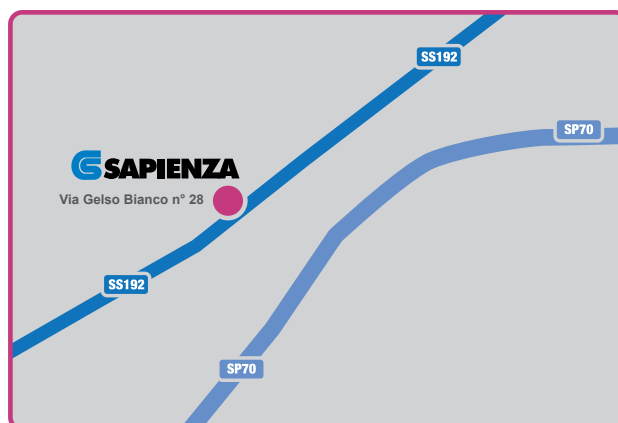 SS192
SP70
SAPIENZA
Via Gelso Bianco n° 28
SS192
SP70